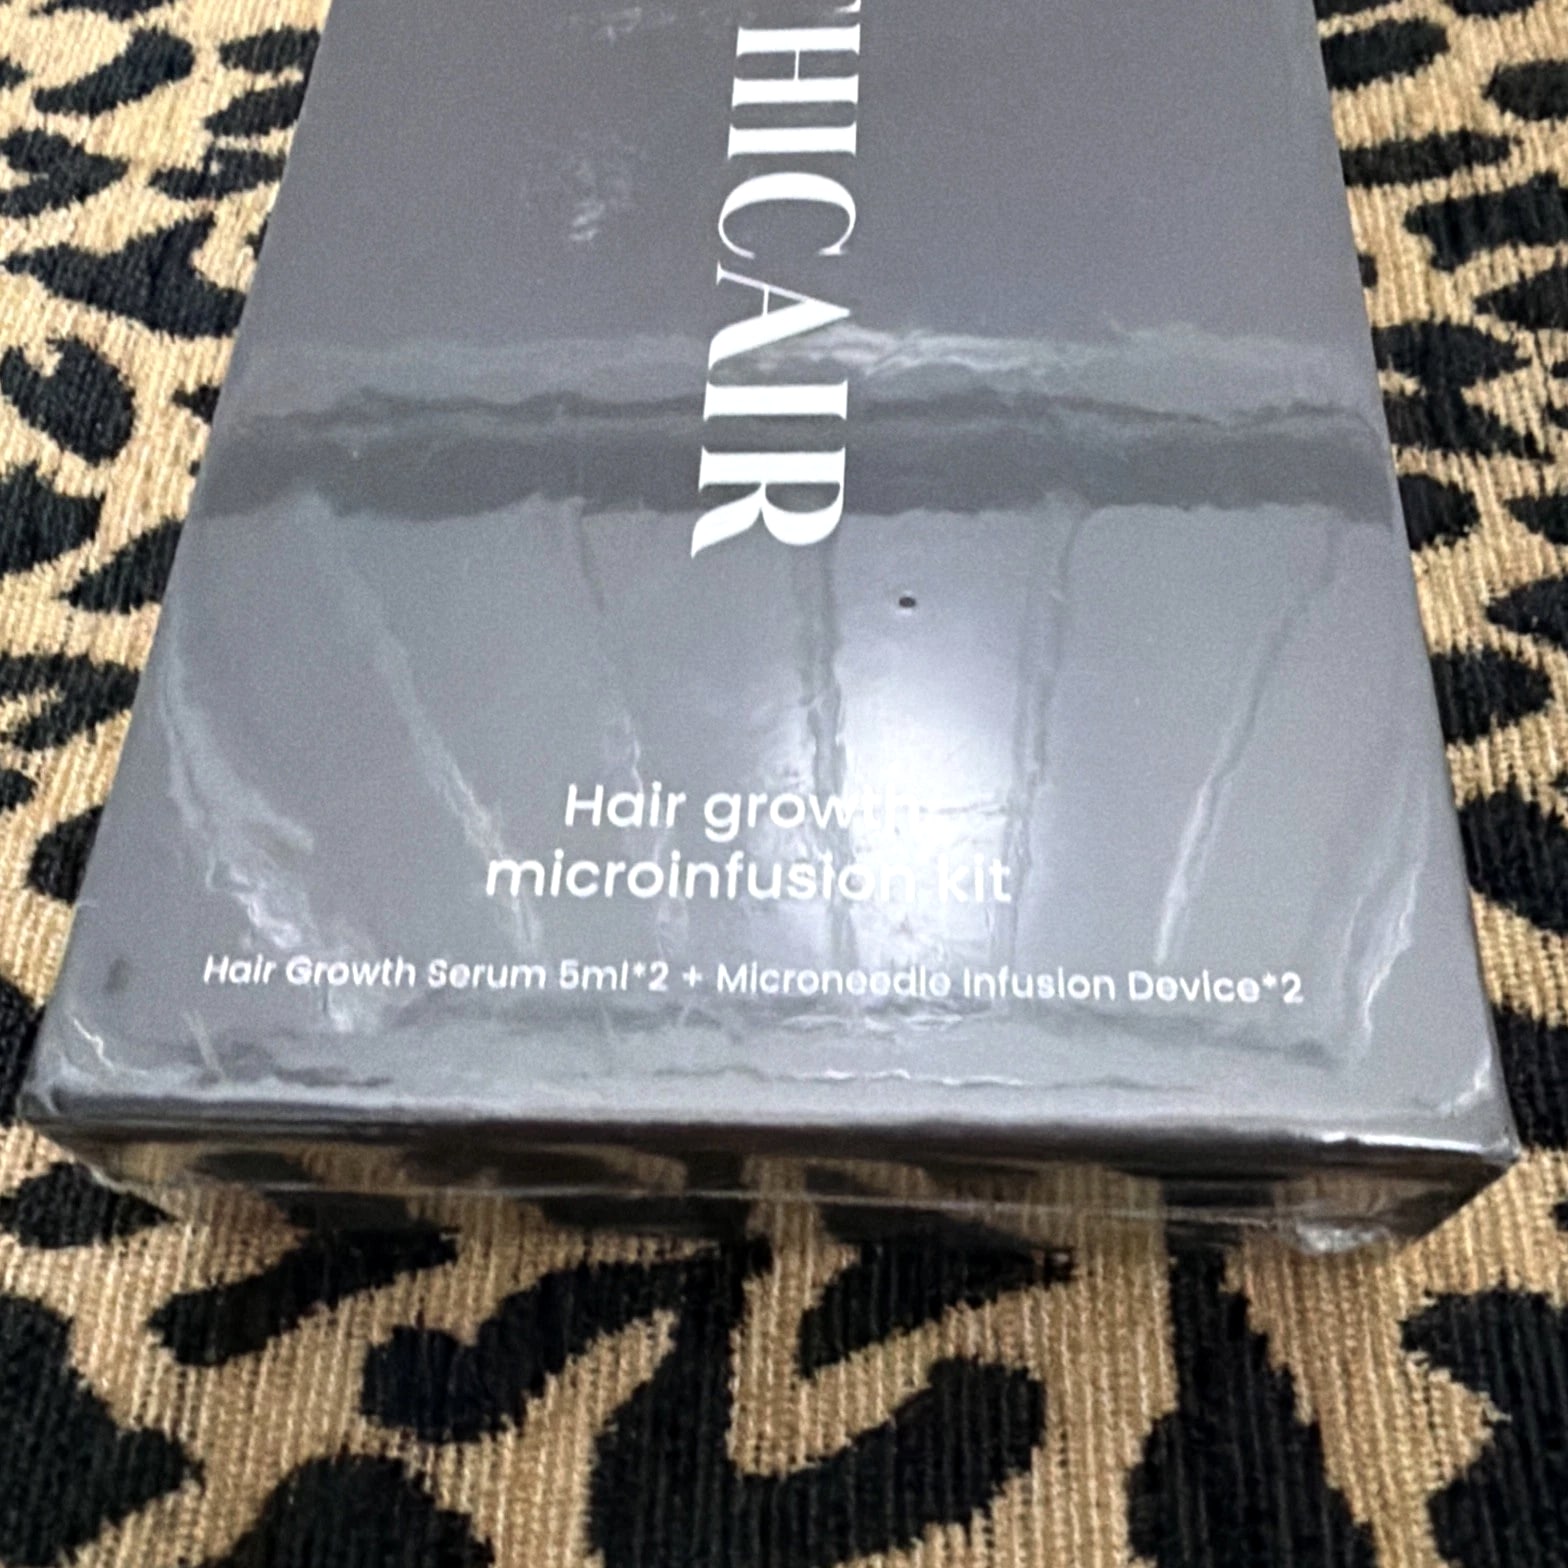 HICAIR
Hair growth
microinfusion kit
Hair Growth Serum 5ml*2 + Microneedle Infusion Device*2